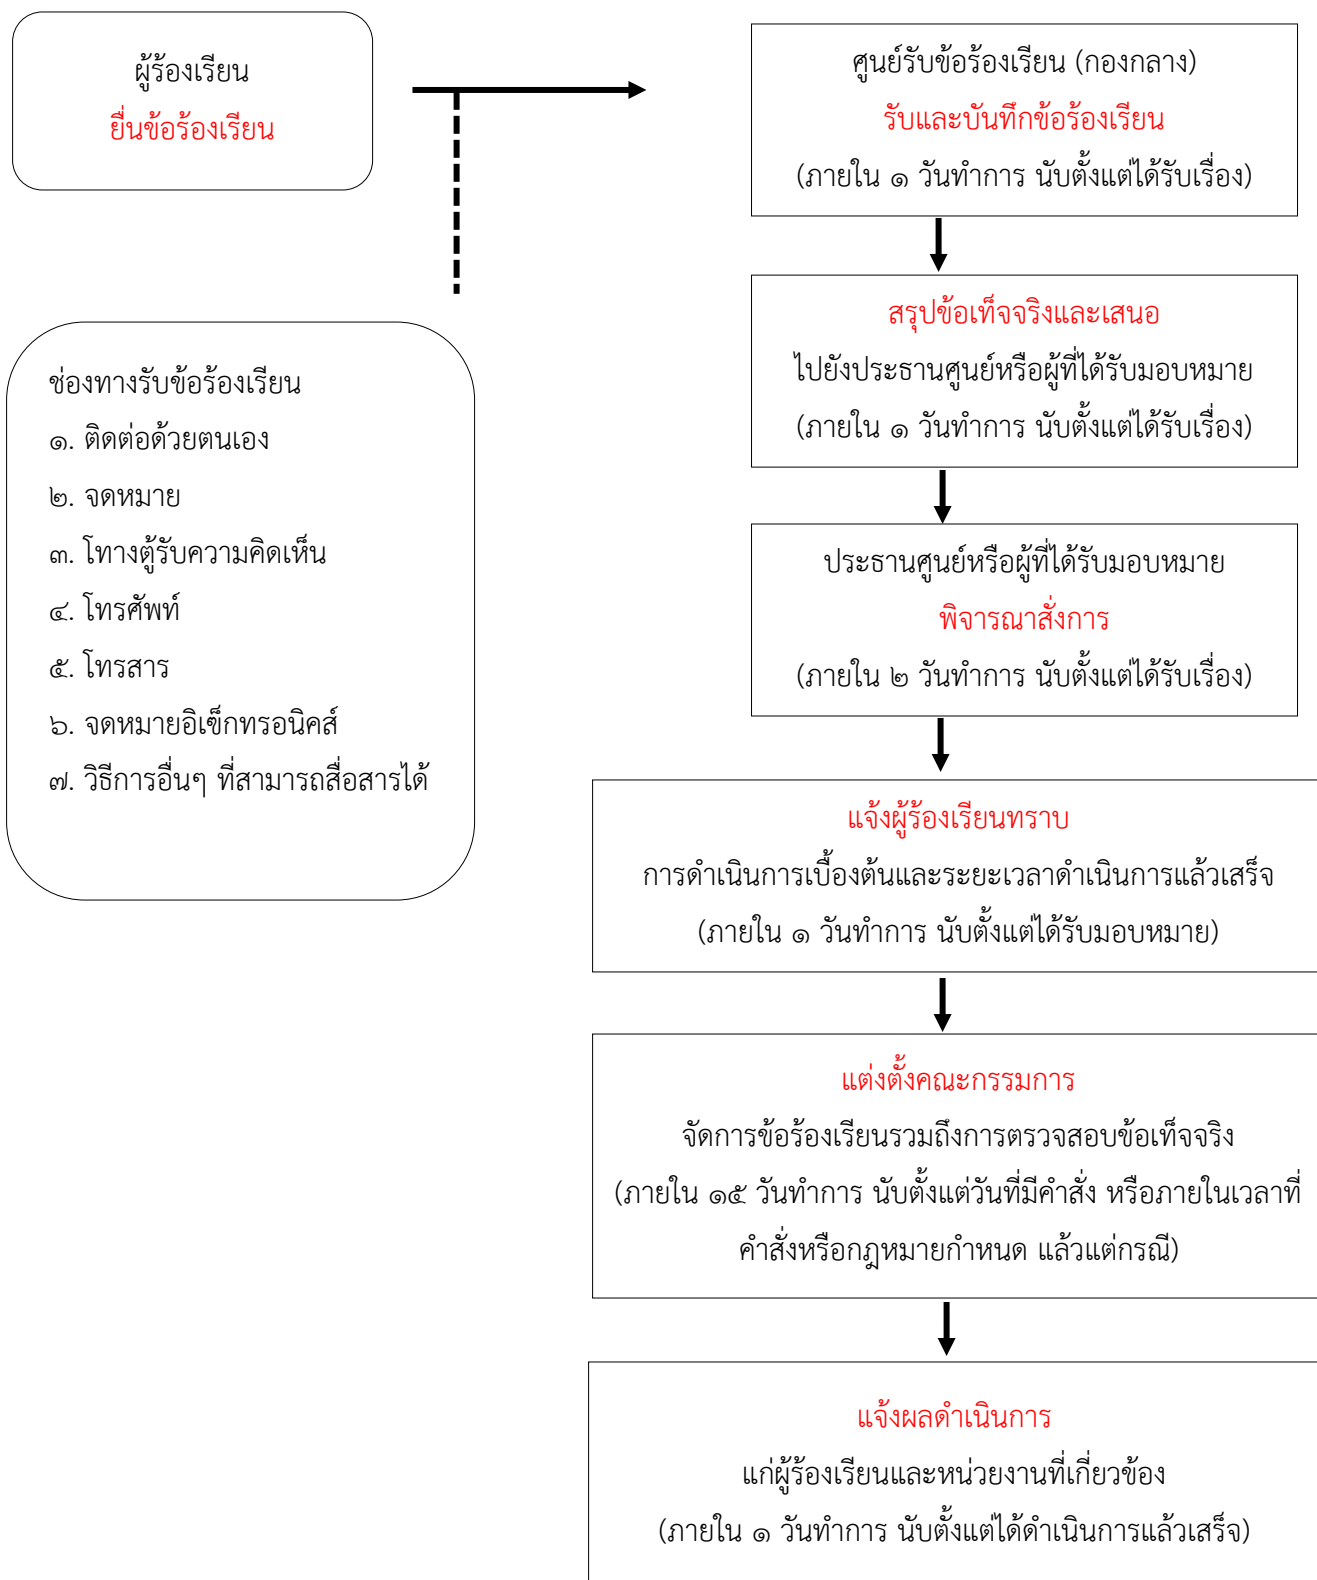 ผู้ร้องเรียน
ยื่นข้อร้องเรียน
ศูนย์รับข้อร้องเรียน (กองกลาง)
รับและบันทึกข้อร้องเรียน
(ภายใน ๑ วันทำการ นับตั้งแต่ได้รับเรื่อง)
สรุปข้อเท็จจริงและเสนอ
ไปยังประธานศูนย์หรือผู้ที่ได้รับมอบหมาย
(ภายใน ๑ วันทำการ นับตั้งแต่ได้รับเรื่อง)
ช่องทางรับข้อร้องเรียน
๑. ติดต่อด้วยตนเอง
๒. จดหมาย
๓. โทางตู้รับความคิดเห็น
๔. โทรศัพท์
๕. โทรสาร
๖. จดหมายอิเข็กทรอนิคส์
๗. วิธีการอื่นๆ ที่สามารถสื่อสารได้
ประธานศูนย์หรือผู้ที่ได้รับมอบหมาย
พิจารณาสั่งการ
(ภายใน ๒ วันทำการ นับตั้งแต่ได้รับเรื่อง)
แจ้งผู้ร้องเรียนทราบ
การดำเนินการเบื้องต้นและระยะเวลาดำเนินการแล้วเสร็จ
(ภายใน ๑ วันทำการ นับตั้งแต่ได้รับมอบหมาย)
แต่งตั้งคณะกรรมการ
จัดการข้อร้องเรียนรวมถึงการตรวจสอบข้อเท็จจริง
(ภายใน ๑๕ วันทำการ นับตั้งแต่วันที่มีคำสั่ง หรือภายในเวลาที่
คำสั่งหรือกฎหมายกำหนด แล้วแต่กรณี)
แจ้งผลดำเนินการ
แก่ผู้ร้องเรียนและหน่วยงานที่เกี่ยวข้อง
(ภายใน ๑ วันทำการ นับตั้งแต่ได้ดำเนินการแล้วเสร็จ)